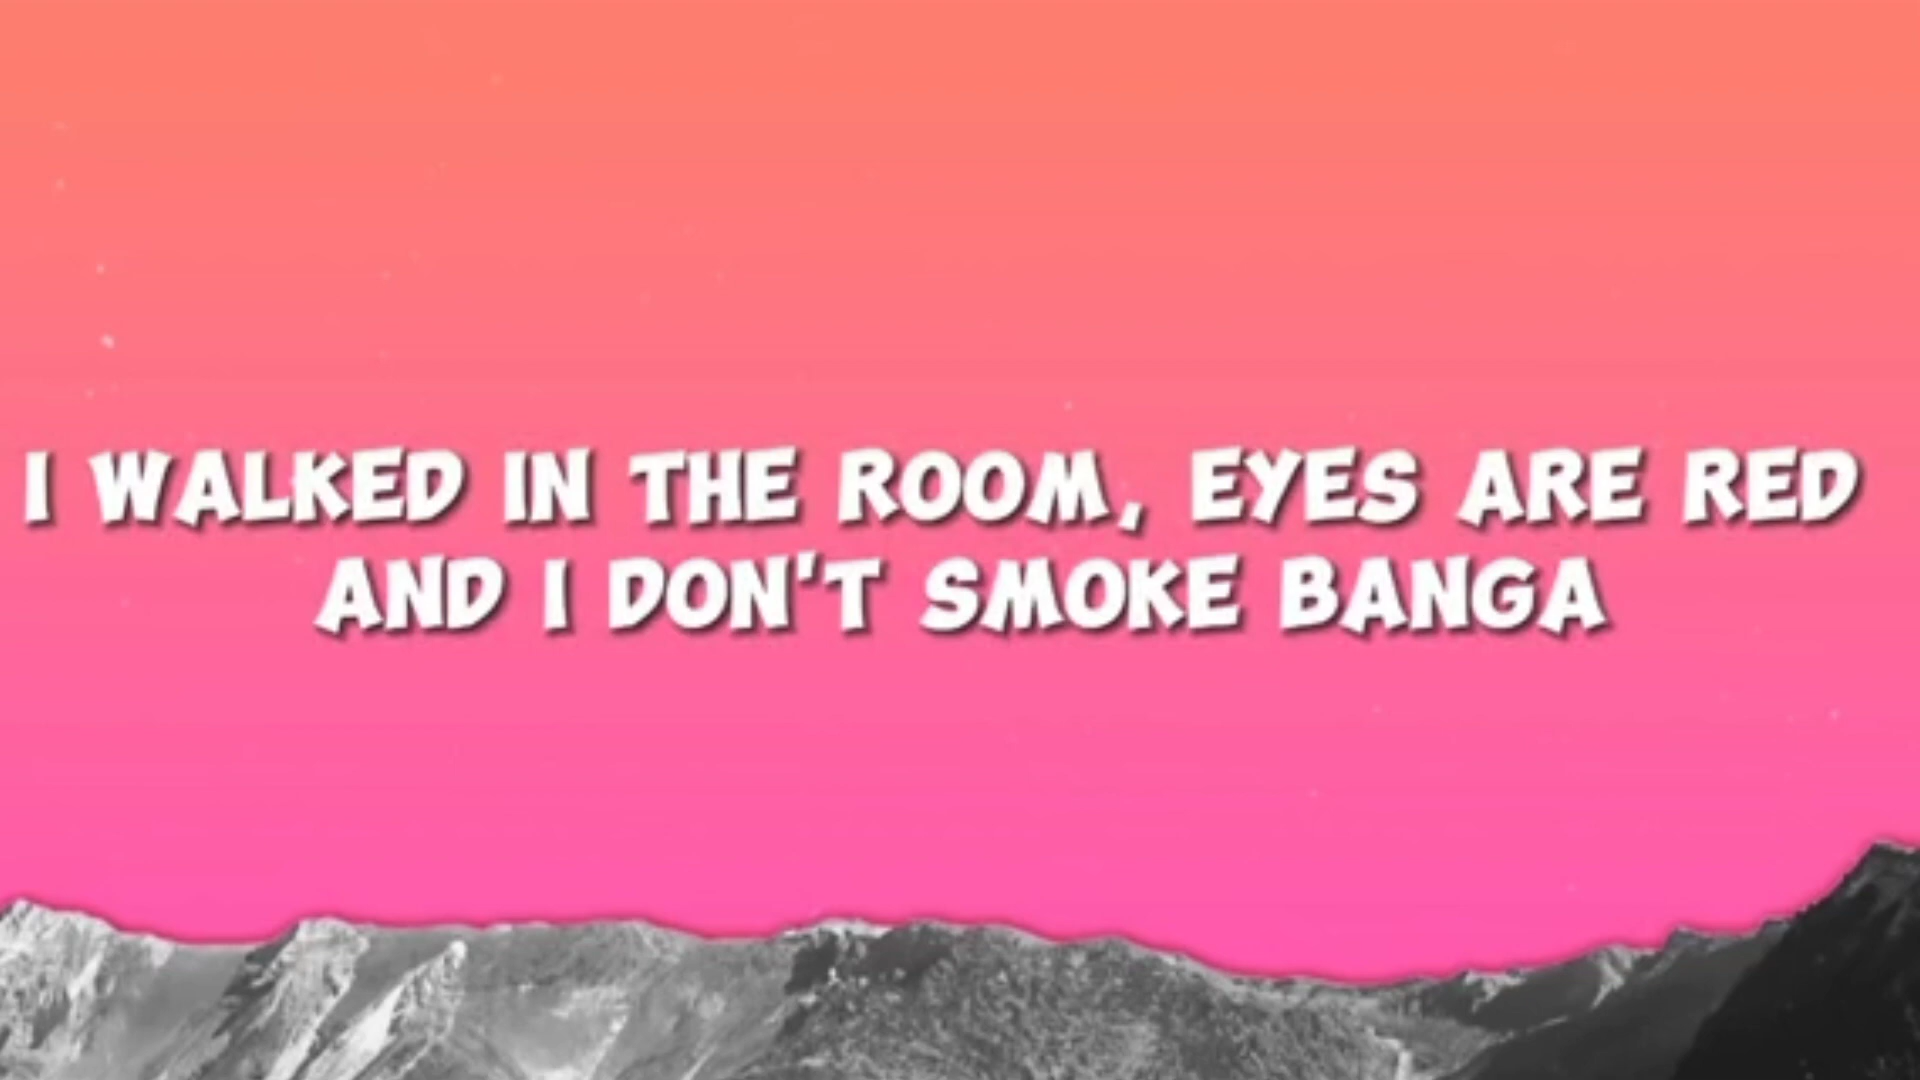 I WALKED IN THE ROOM, EYES ARE RED
AND I DON'T SMOKE BANGA